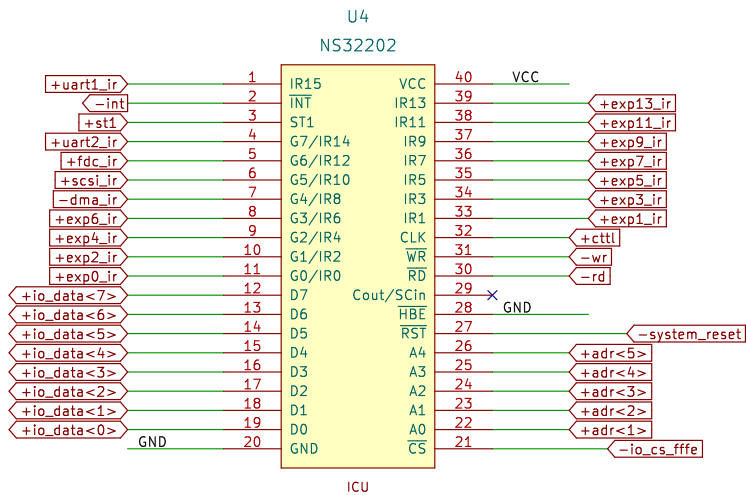 U4
NS32202
+uart1_ir 1 IR15 VCC 40 VCC
-int 2 INT IR13 39 +exp13_ir
+st1 3 ST1 IR11 38 +exp11_ir
+uart2_ir 4 G7/IR14 IR9 37 +exp9_ir
+fdc_ir 5 G6/IR12 IR7 36 +exp7_ir
+scsi_ir 6 G5/IR10 IR5 35 +exp5_ir
-dma_ir 7 G4/IR8 IR3 34 +exp3_ir
+exp6_ir 8 G3/IR6 IR1 33 +exp1_ir
+exp4_ir 9 G2/IR4 CLK 32 +cttl
+exp2_ir 10 G1/IR2 WR 31 -wr
+exp0_ir 11 G0/IR0 RD 30 -rd
+io_data<7> 12 D7 Cout/SCin 29
+io_data<6> 13 D6 HBE 28 GND
+io_data<5> 14 D5 RST 27 -system_reset
+io_data<4> 15 D4 A4 26 +adr<5>
+io_data<3> 16 D3 A3 25 +adr<4>
+io_data<2> 17 D2 A2 24 +adr<3>
+io_data<1> 18 D1 A1 23 +adr<2>
+io_data<0> 19 D0 A0 22 +adr<1>
GND 20 GND CS 21 -io_cs_fffe
ICU